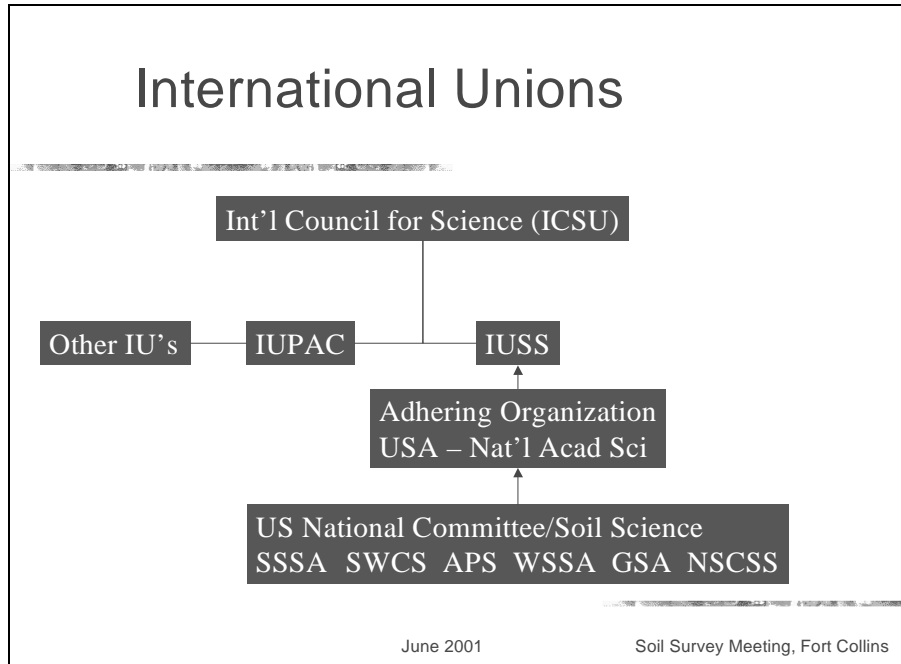 International Unions
Int’l Council for Science (ICSU)
Other IU’s
IUPAC
IUSS
Adhering Organization
USA – Nat’l Acad Sci
US National Committee/Soil Science
SSSA SWCS APS WSSA GSA NSCSS
June 2001
Soil Survey Meeting, Fort Collins